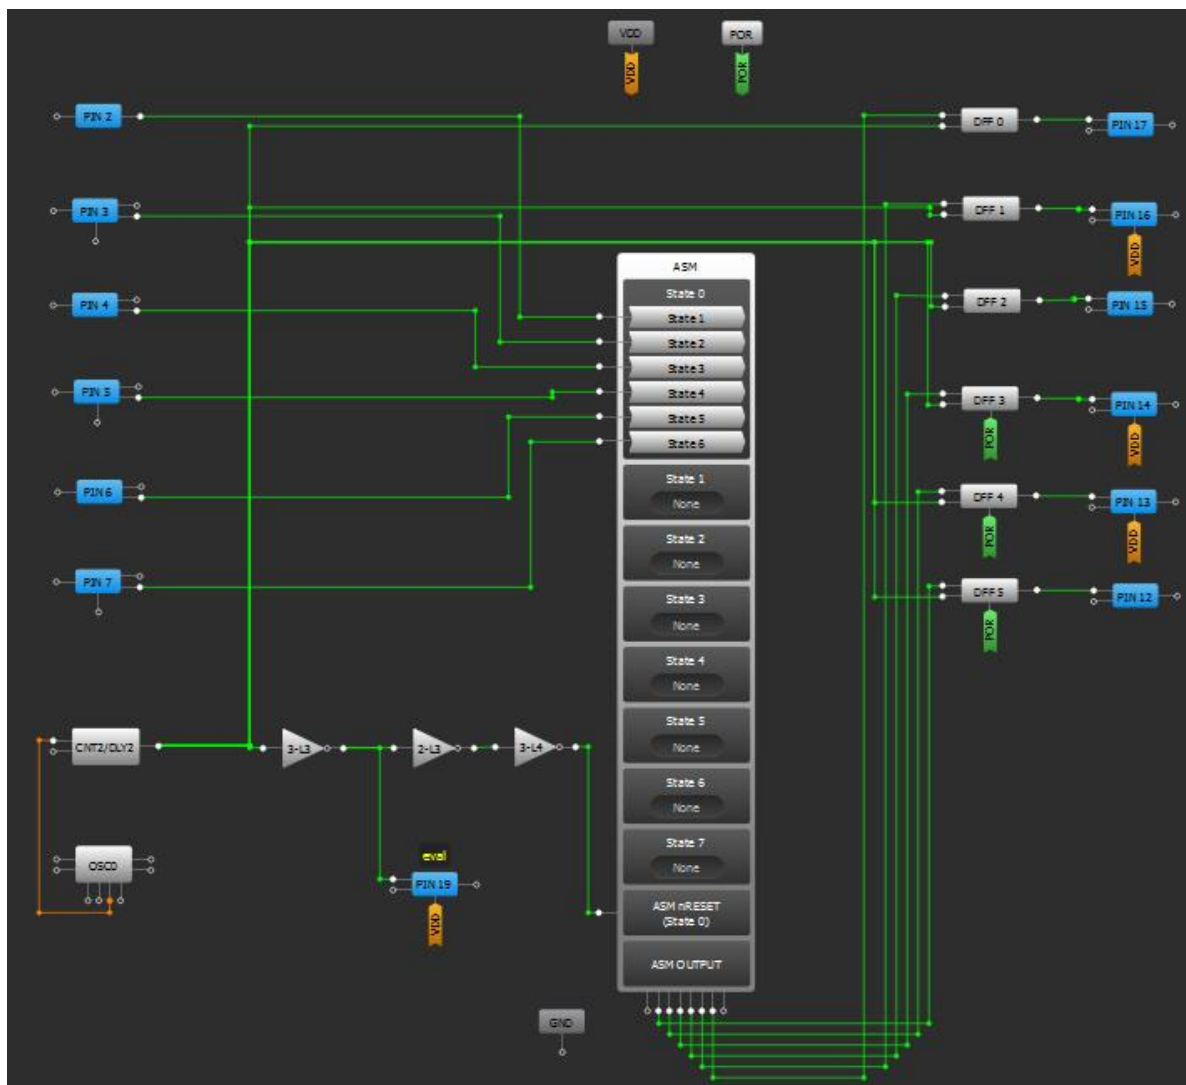 VDD
POR
VDD
POR
PIN 2
DFF 0
PIN 17
PIN 3
DFF 1
PIN 16
VDD
ASM
State 0
State 1
State 2
State 3
State 4
State 5
State 6
PIN 4
DFF 2
PIN 15
PIN 5
DFF 3
PIN 14
POR
VDD
State 1
None
PIN 6
DFF 4
PIN 13
POR
VDD
State 2
None
PIN 7
DFF 5
PIN 12
POR
State 3
None
State 4
None
State 5
None
CNT2/DLY2
3-L3
2-L3
3-L4
State 6
None
State 7
None
OSC0
eval
PIN 19
VDD
ASM nRESET
(State 0)
ASM OUTPUT
GND